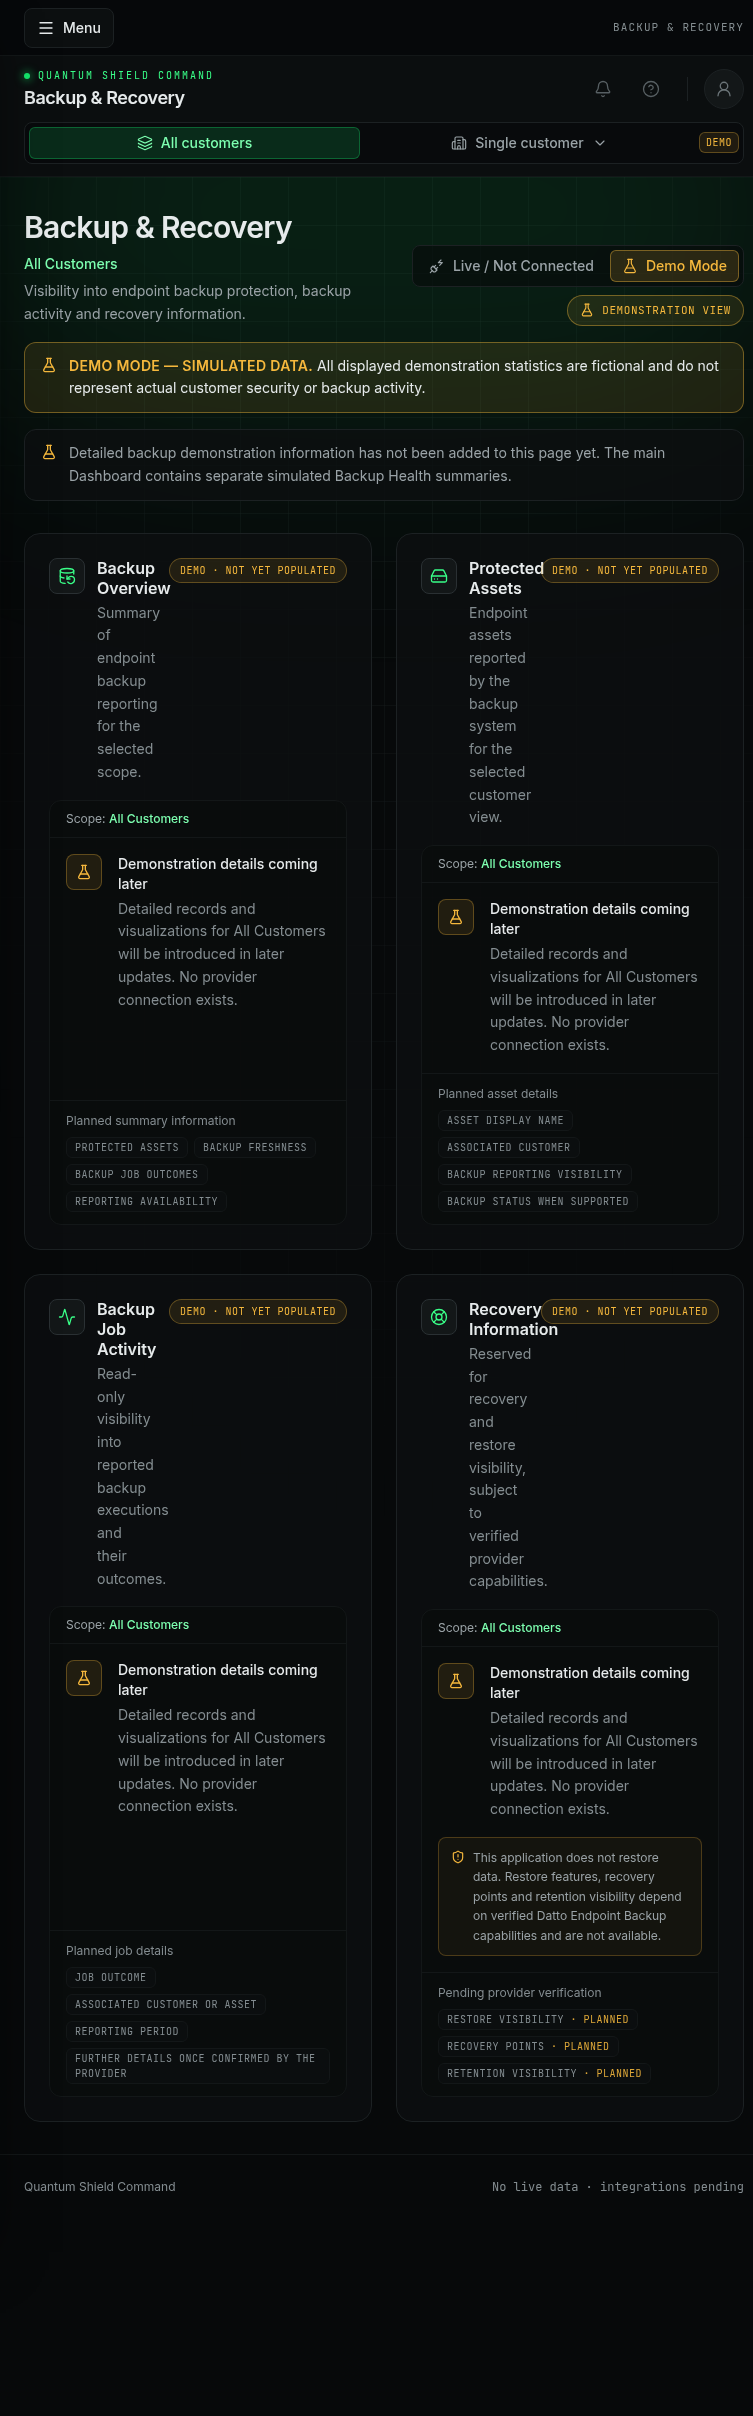 Menu
BACKUP & RECOVERY
QUANTUM SHIELD COMMAND
Backup & Recovery
All customers
Single customer
DEMO
Backup & Recovery
All Customers
Visibility into endpoint backup protection, backup
activity and recovery information.
Live / Not Connected
Demo Mode
DEMONSTRATION VIEW
DEMO MODE — SIMULATED DATA. All displayed demonstration statistics are fictional and do not
represent actual customer security or backup activity.
Detailed backup demonstration information has not been added to this page yet. The main
Dashboard contains separate simulated Backup Health summaries.
Backup
Overview
DEMO · NOT YET POPULATED
Summary
of
endpoint
backup
reporting
for the
selected
scope.
Scope: All Customers
Demonstration details coming
later
Detailed records and
visualizations for All Customers
will be introduced in later
updates. No provider
connection exists.
Planned summary information
PROTECTED ASSETS
BACKUP FRESHNESS
BACKUP JOB OUTCOMES
REPORTING AVAILABILITY
Protected
Assets
DEMO · NOT YET POPULATED
Endpoint
assets
reported
by the
backup
system
for the
selected
customer
view.
Scope: All Customers
Demonstration details coming
later
Detailed records and
visualizations for All Customers
will be introduced in later
updates. No provider
connection exists.
Planned asset details
ASSET DISPLAY NAME
ASSOCIATED CUSTOMER
BACKUP REPORTING VISIBILITY
BACKUP STATUS WHEN SUPPORTED
Backup
Job
Activity
DEMO · NOT YET POPULATED
Read-
only
visibility
into
reported
backup
executions
and
their
outcomes.
Scope: All Customers
Demonstration details coming
later
Detailed records and
visualizations for All Customers
will be introduced in later
updates. No provider
connection exists.
Planned job details
JOB OUTCOME
ASSOCIATED CUSTOMER OR ASSET
REPORTING PERIOD
FURTHER DETAILS ONCE CONFIRMED BY THE
PROVIDER
Recovery
Information
DEMO · NOT YET POPULATED
Reserved
for
recovery
and
restore
visibility,
subject
to
verified
provider
capabilities.
Scope: All Customers
Demonstration details coming
later
Detailed records and
visualizations for All Customers
will be introduced in later
updates. No provider
connection exists.
This application does not restore
data. Restore features, recovery
points and retention visibility depend
on verified Datto Endpoint Backup
capabilities and are not available.
Pending provider verification
RESTORE VISIBILITY · PLANNED
RECOVERY POINTS · PLANNED
RETENTION VISIBILITY · PLANNED
Quantum Shield Command
No live data · integrations pending